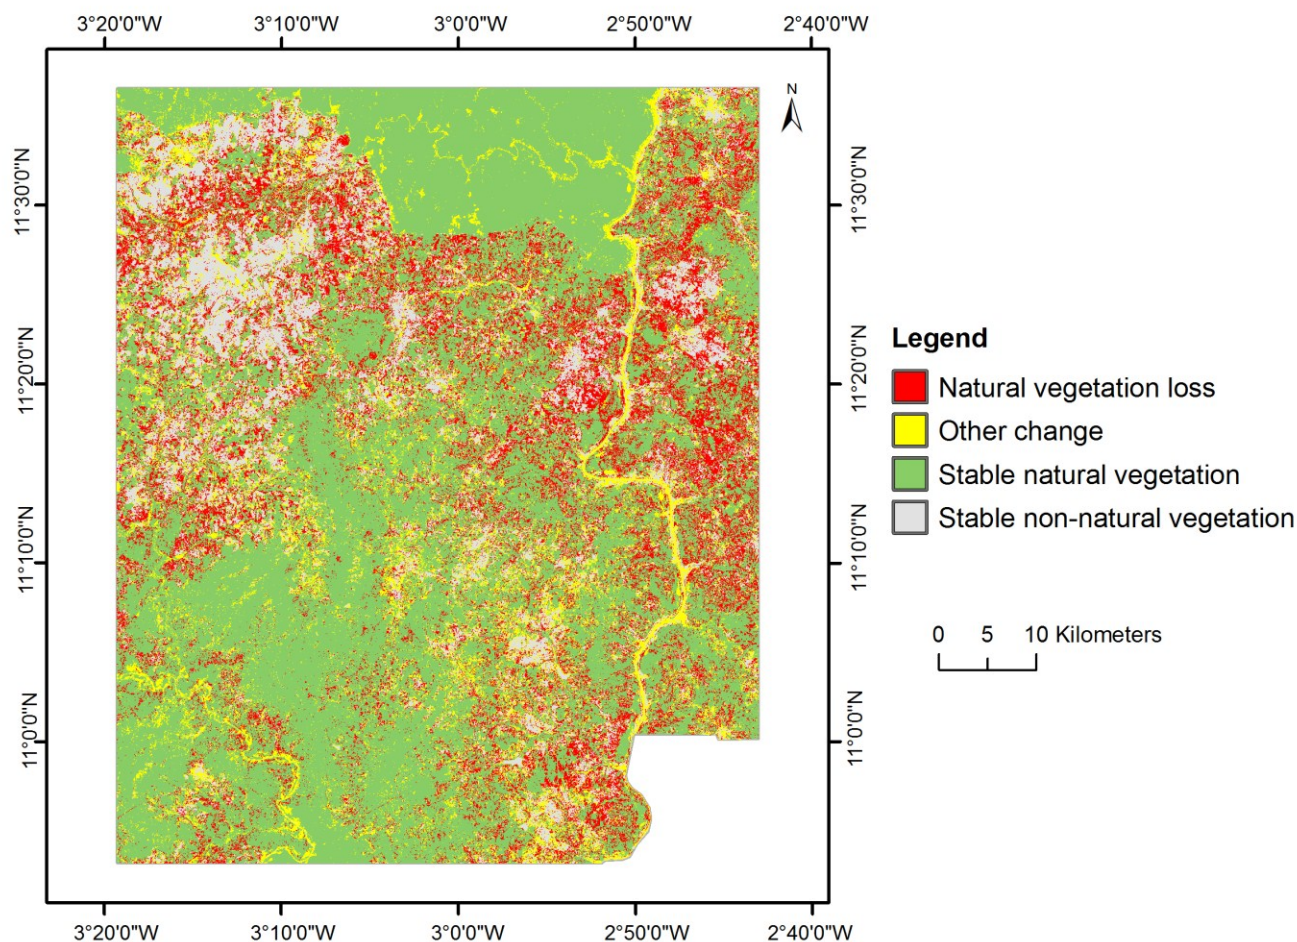 3°20'0"W 3°10'0"W 3°0'0"W 2°50'0"W 2°40'0"W
N
11°30'0"N 11°30'0"N
11°20'0"N 11°20'0"N
11°10'0"N 11°10'0"N
11°0'0"N 11°0'0"N
3°20'0"W 3°10'0"W 3°0'0"W 2°50'0"W 2°40'0"W
Legend
Natural vegetation loss
Other change
Stable natural vegetation
Stable non-natural vegetation
0 5 10 Kilometers